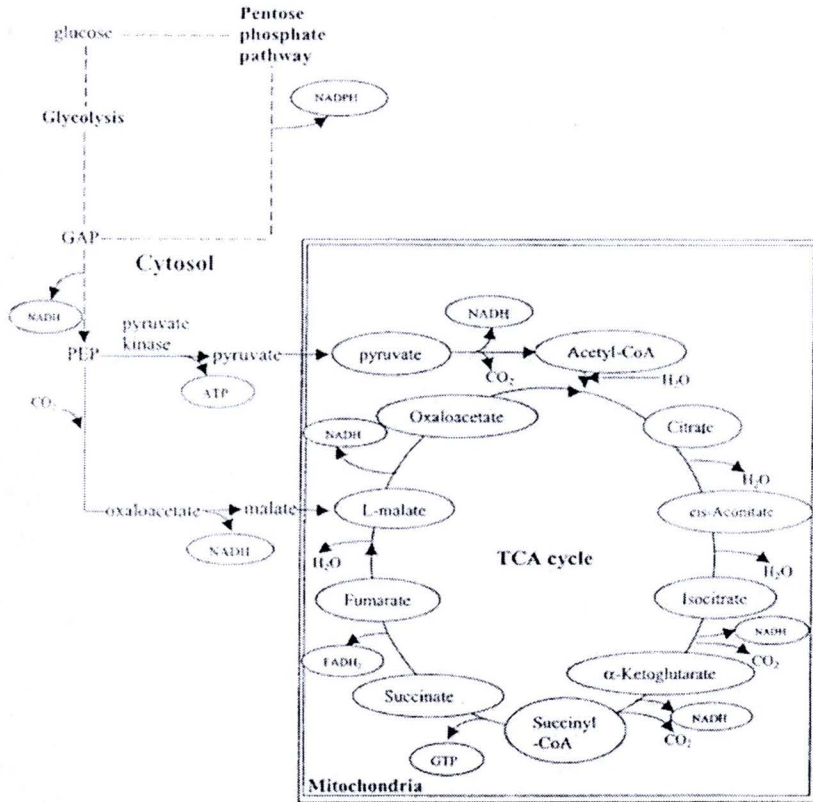 Pentose
phosphate
pathway
glucose
NADPH
Glycolysis
GAP
Cytosol
NADH
pyruvate
kinase
PEP
pyruvate
ATP
CO
oxaloacetate
malate
NADH
pyruvate
NADH
CO₂
Acetyl-CoA
H₂O
Oxaloacetate
NADH
Citrate
H₂O
L-malate
cis-Aconitate
H₂O
TCA cycle
H₂O
Fumarate
Isocitrate
NADH
CO₂
FADH₂
α-Ketoglutarate
Succinate
NADH
CO₂
Succinyl
-CoA
GTP
Mitochondria